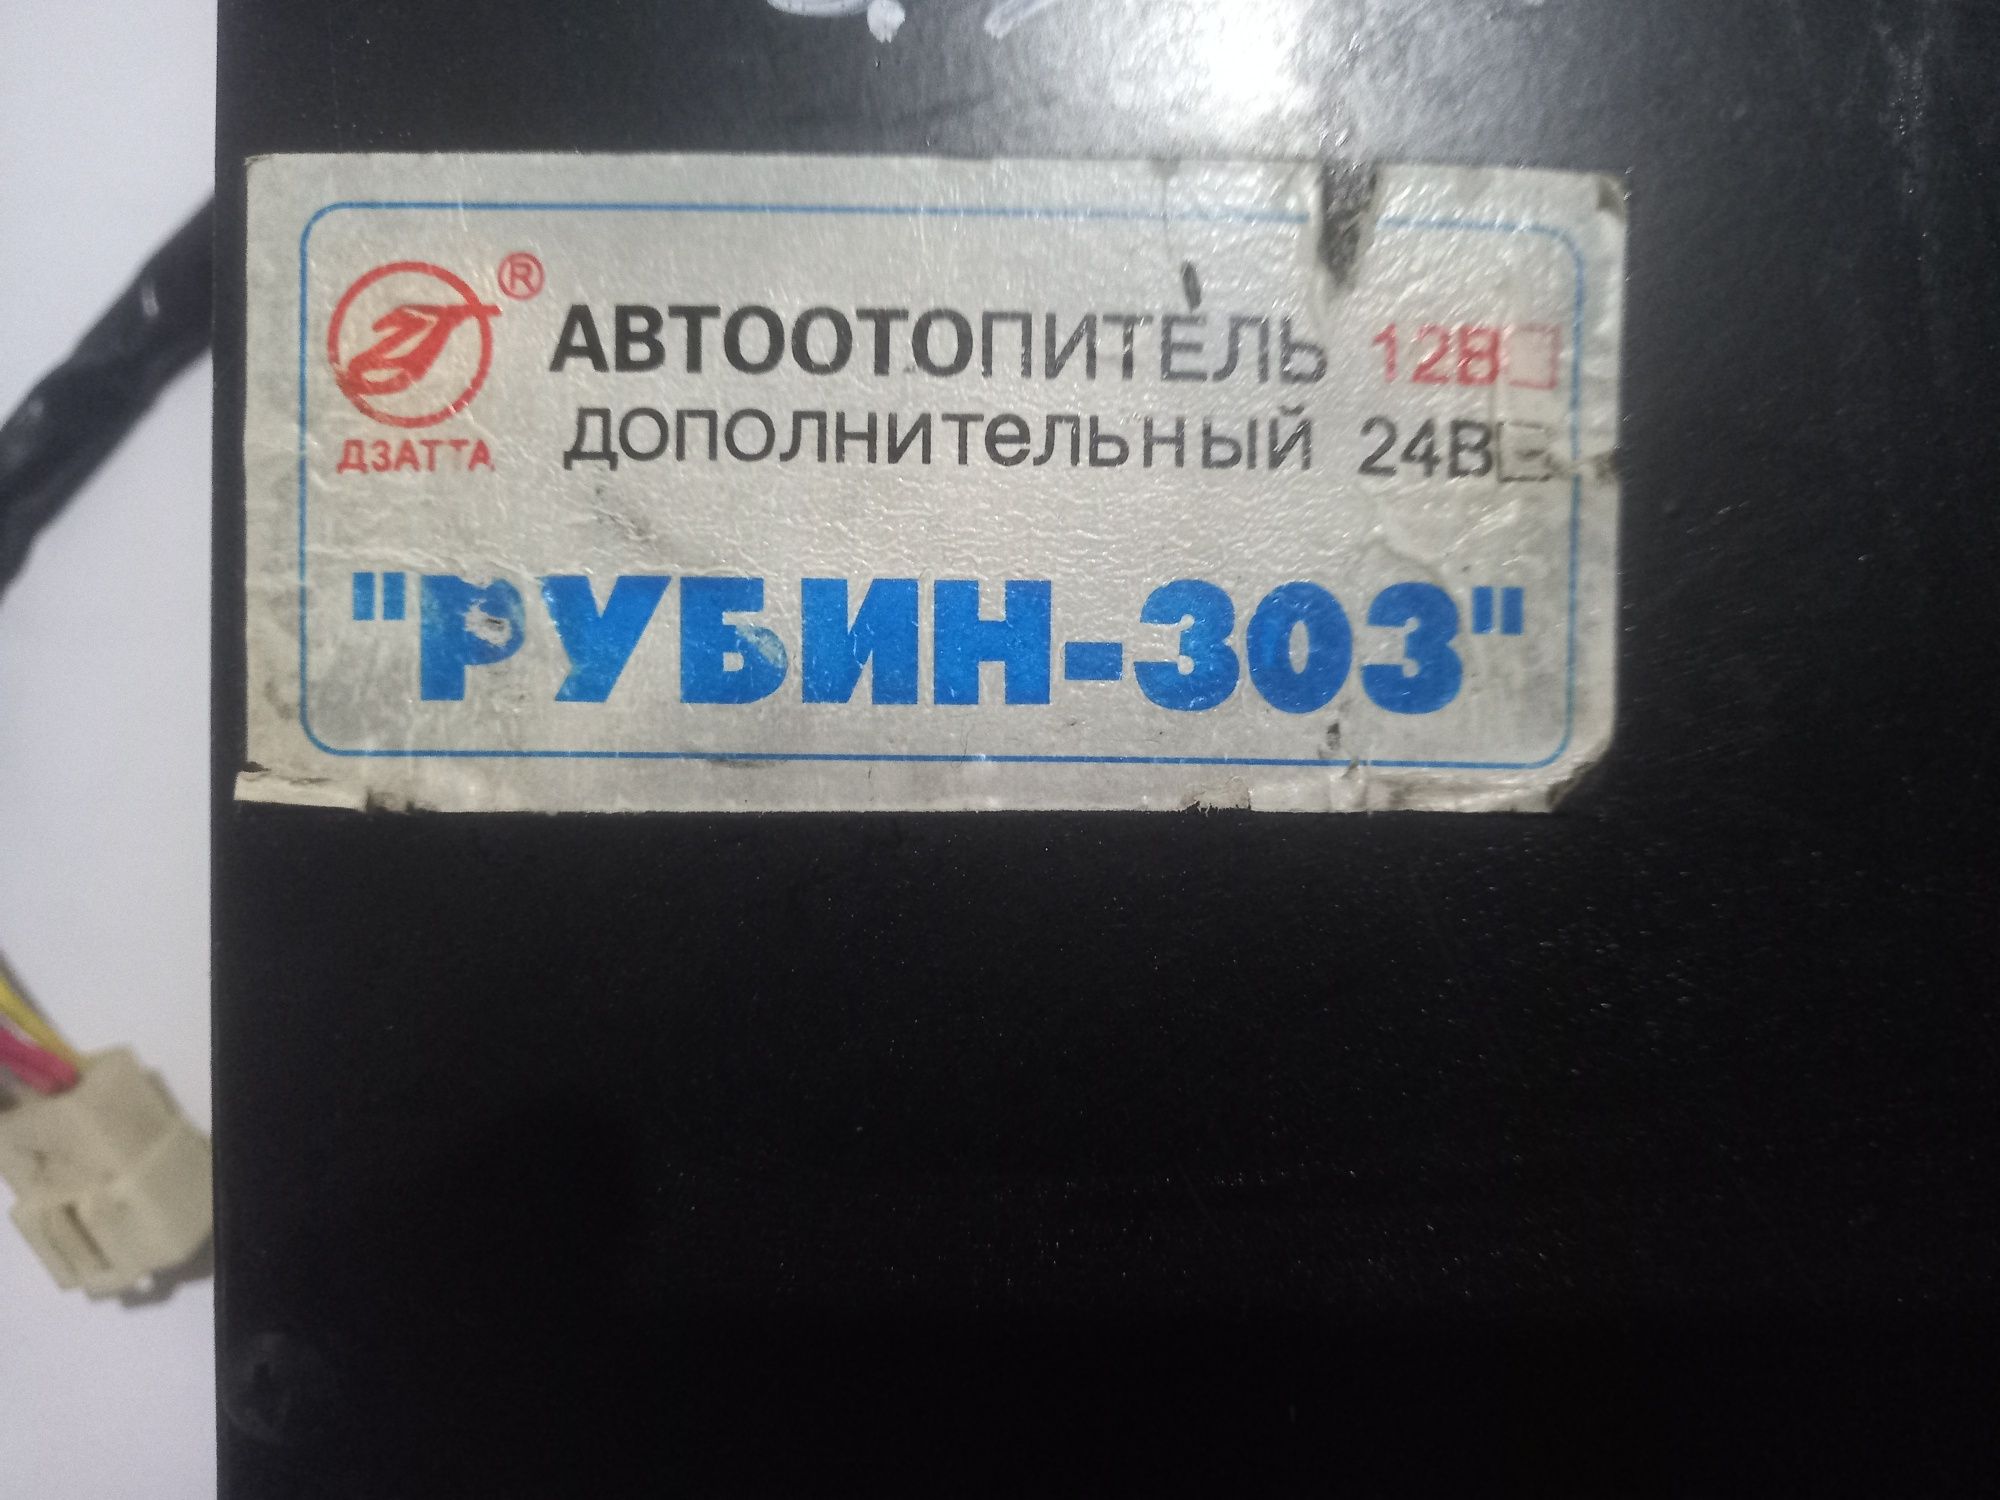 ® АВТООТОПИТЕЛЬ 12В
ДЗАТТА ДОПОЛНИТЕЛЬНЫЙ 24В
"РУБИН-303"